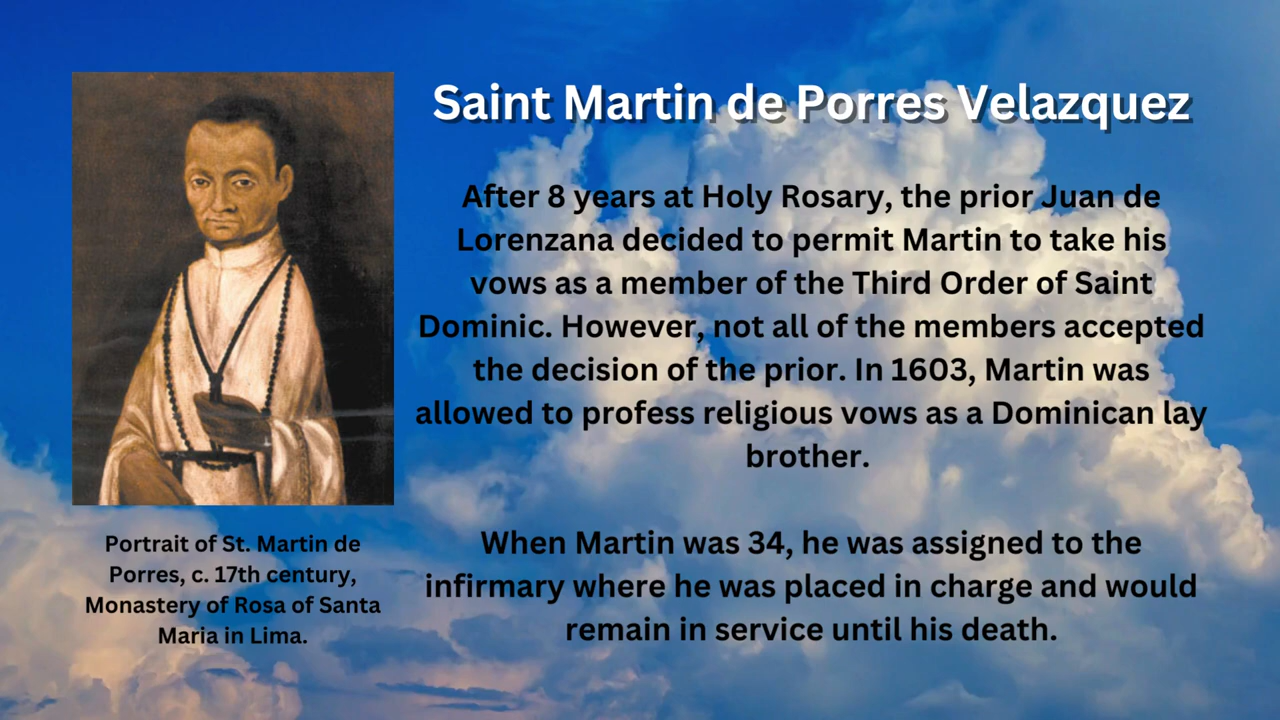 Saint Martin de Porres Velazquez
After 8 years at Holy Rosary, the prior Juan de
Lorenzana decided to permit Martin to take his
vows as a member of the Third Order of Saint
Dominic. However, not all of the members accepted
the decision of the prior. In 1603, Martin was
allowed to profess religious vows as a Dominican lay
brother.
When Martin was 34, he was assigned to the
infirmary where he was placed in charge and would
remain in service until his death.
Portrait of St. Martin de
Porres, c. 17th century,
Monastery of Rosa of Santa
Maria in Lima.